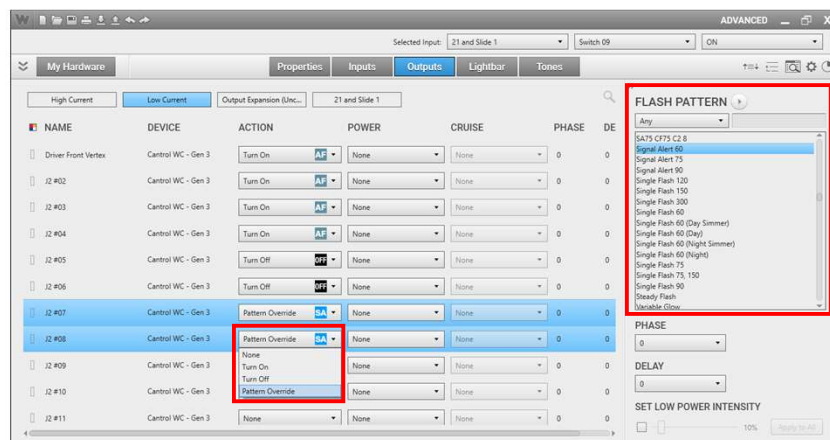 W ADVANCED
Selected Input: 21 and Slide 1 Switch 09 ON
My Hardware Properties Inputs Outputs Lightbar Tones
High Current Low Current Output Expansion (Unc... 21 and Slide 1
NAME DEVICE ACTION POWER CRUISE PHASE DE
Driver Front Vertex Cantrol WC - Gen 3 Turn On AF None None 0 0
J2 #02 Cantrol WC - Gen 3 Turn On AF None None 0 0
J2 #03 Cantrol WC - Gen 3 Turn On AF None None 0 0
J2 #04 Cantrol WC - Gen 3 Turn On AF None None 0 0
J2 #05 Cantrol WC - Gen 3 Turn Off OFF None None 0 0
J2 #06 Cantrol WC - Gen 3 Turn Off OFF None None 0 0
J2 #07 Cantrol WC - Gen 3 Pattern Override SA None None 0 0
J2 #08 Cantrol WC - Gen 3 Pattern Override SA None None 0 0
None
Turn On
Turn Off
Pattern Override
J2 #09 Cantrol WC - Gen 3 None None 0 0
J2 #10 Cantrol WC - Gen 3 None None 0 0
J2 #11 Cantrol WC - Gen 3 None None None 0 0
FLASH PATTERN
Any
SA75 CF75 C2 8
Signal Alert 60
Signal Alert 75
Signal Alert 90
Single Flash 120
Single Flash 150
Single Flash 300
Single Flash 60
Single Flash 60 (Day Simmer)
Single Flash 60 (Day)
Single Flash 60 (Night Simmer)
Single Flash 60 (Night)
Single Flash 75
Single Flash 75, 150
Single Flash 90
Steady Flash
Variable Glow
PHASE
0
DELAY
0
SET LOW POWER INTENSITY
10% Apply to All